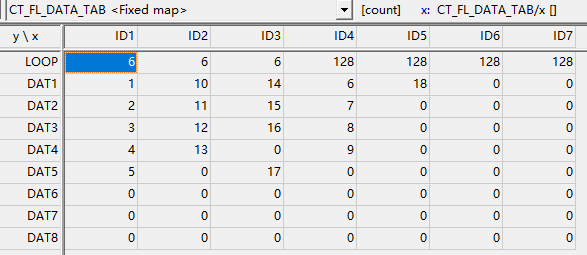 CT_FL_DATA_TAB <Fixed map> [count] x: CT_FL_DATA_TAB/x []
y \ x ID1 ID2 ID3 ID4 ID5 ID6 ID7
LOOP 6 6 6 128 128 128 128
DAT1 1 10 14 6 18 0 0
DAT2 2 11 15 7 0 0 0
DAT3 3 12 16 8 0 0 0
DAT4 4 13 0 9 0 0 0
DAT5 5 0 17 0 0 0 0
DAT6 0 0 0 0 0 0 0
DAT7 0 0 0 0 0 0 0
DAT8 0 0 0 0 0 0 0